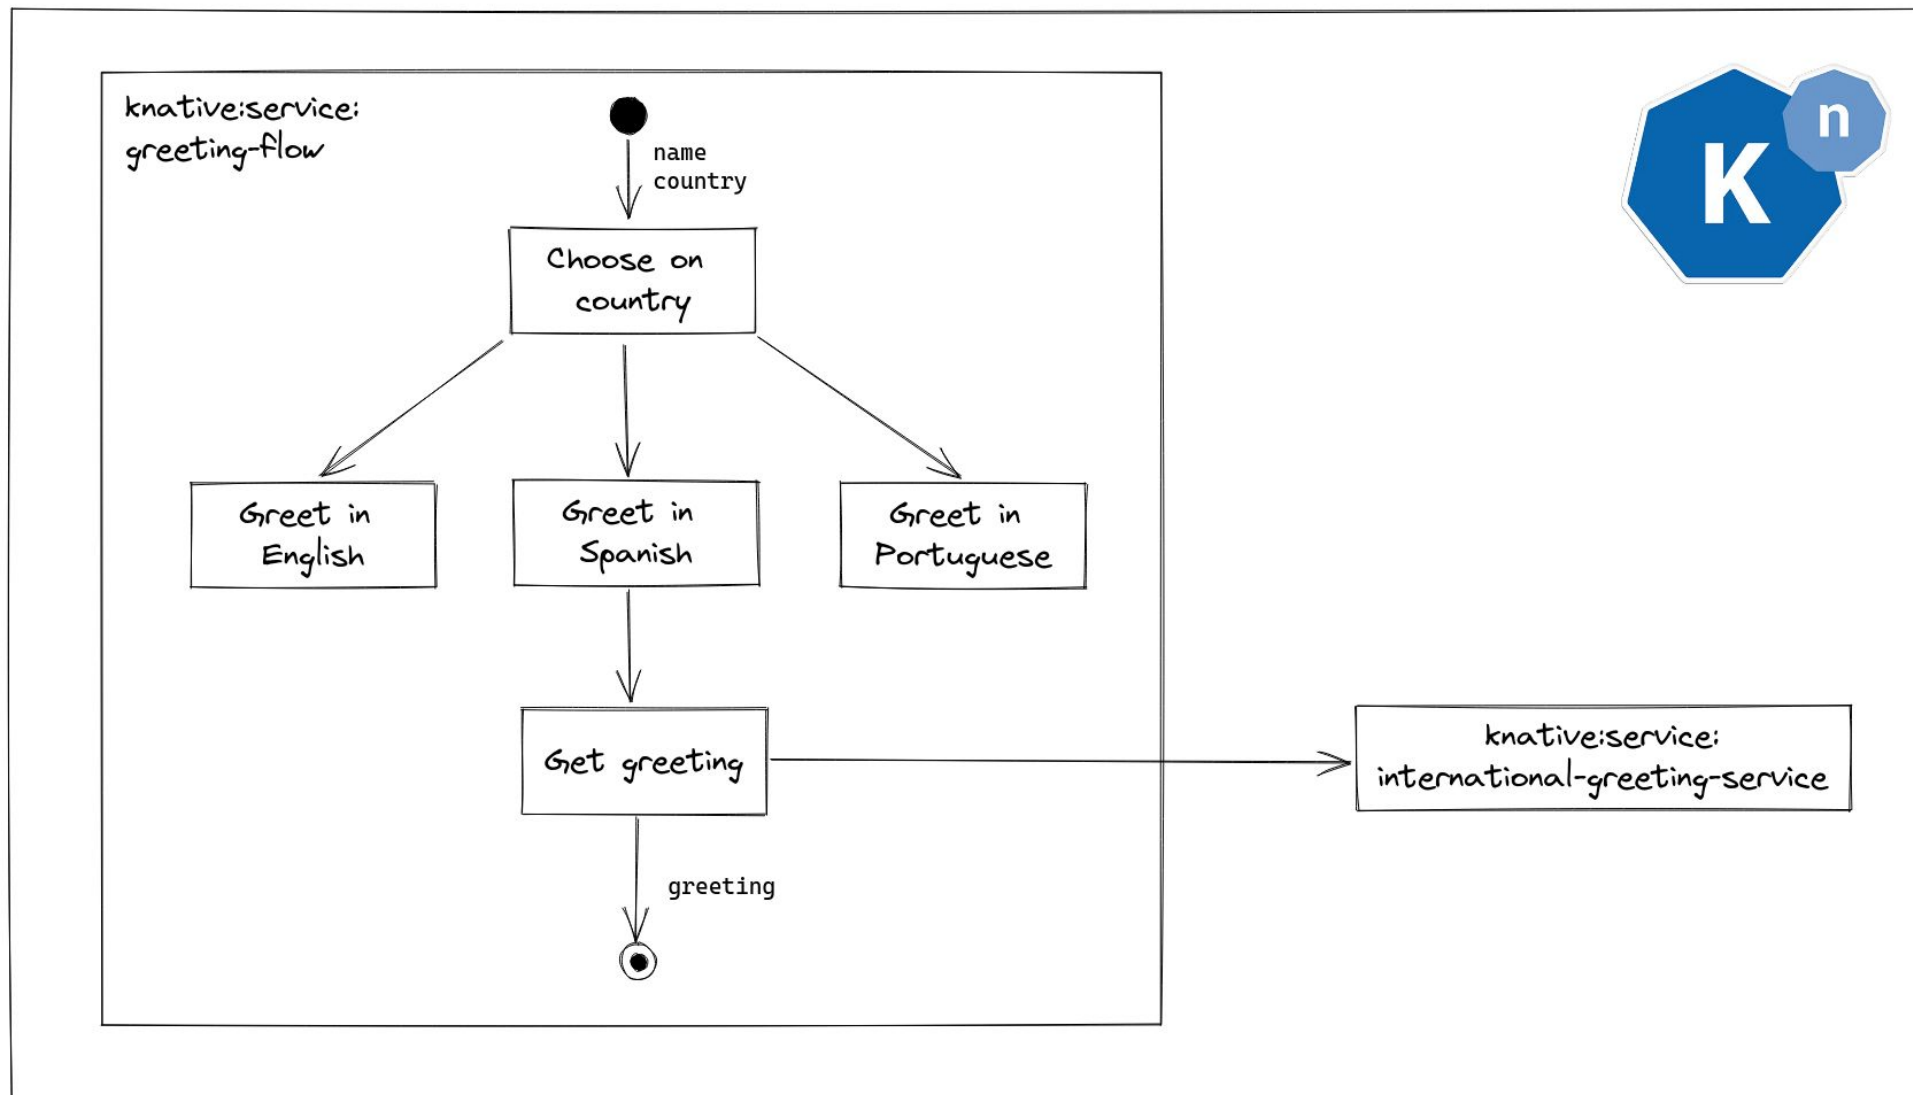 knative:service:
greeting-flow
name
country
Choose on
country
Greet in
English
Greet in
Spanish
Greet in
Portuguese
Get greeting
knative:service:
international-greeting-service
greeting
K
n